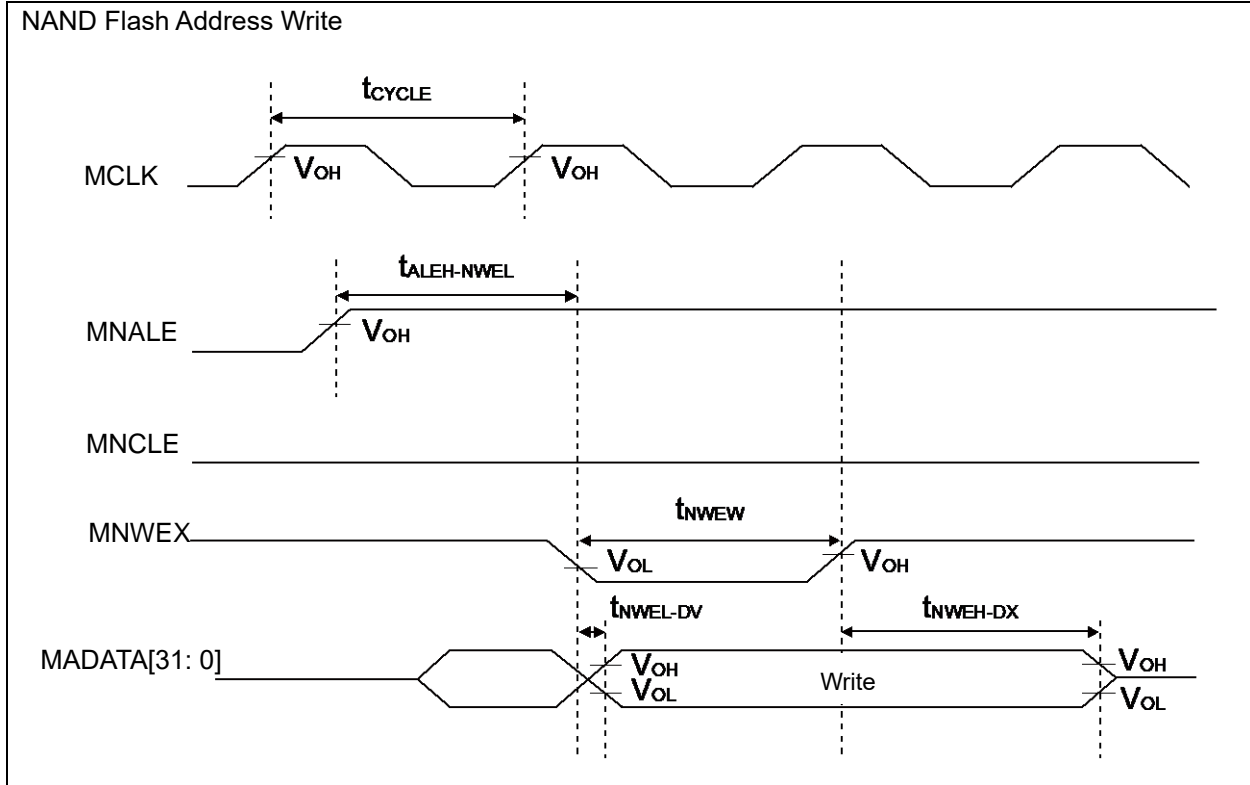 NAND Flash Address Write
tCYCLE
MCLK
VOH
VOH
tALEH-NWEL
MNALE
VOH
MNCLE
tNWEW
MNWEX
VOL
VOH
tNWEL-DV
tNWEH-DX
MADATA[31: 0]
VOH
VOL
Write
VOH
VOL